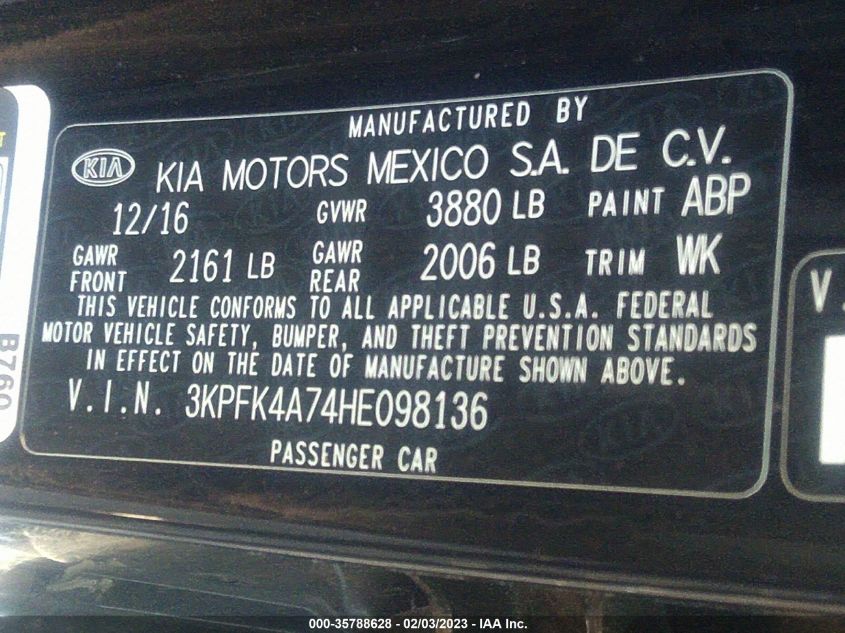 MANUFACTURED BY
KIA KIA MOTORS MEXICO S.A. DE C.V.
12/16 GVWR 3880 LB PAINT ABP
GAWR FRONT 2161 LB GAWR REAR 2006 LB TRIM WK
THIS VEHICLE CONFORMS TO ALL APPLICABLE U.S.A. FEDERAL
MOTOR VEHICLE SAFETY, BUMPER, AND THEFT PREVENTION STANDARDS
IN EFFECT ON THE DATE OF MANUFACTURE SHOWN ABOVE.
V.I.N. 3KPFK4A74HE098136
PASSENGER CAR
B760
V.
000-35788628 - 02/03/2023 - IAA Inc.